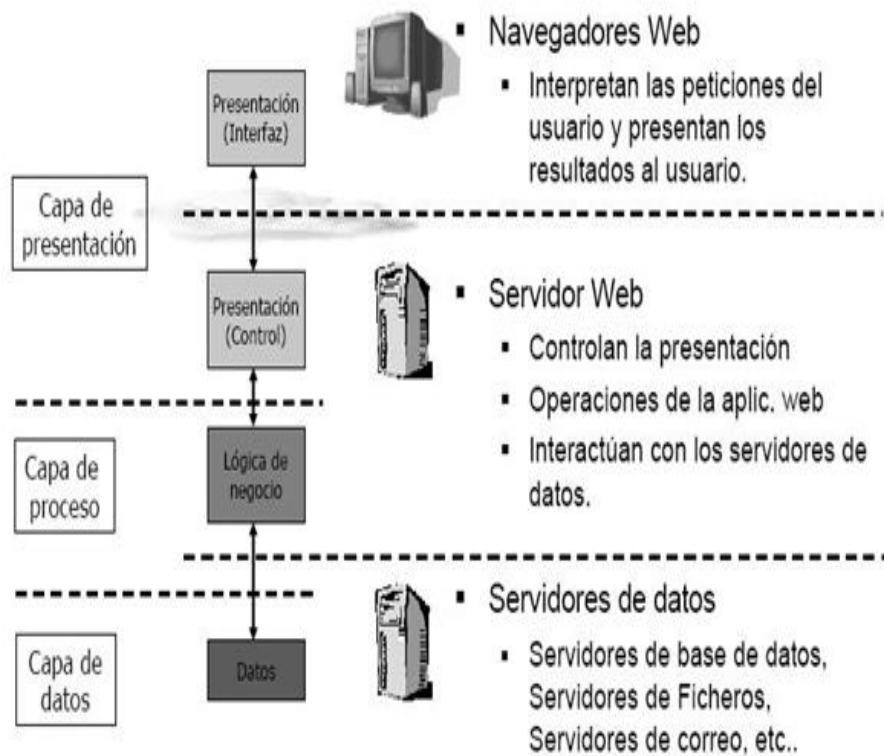 Presentación
(Interfaz)
▪ Navegadores Web
▪ Interpretan las peticiones del
usuario y presentan los
resultados al usuario.
Capa de
presentación
Presentación
(Control)
▪ Servidor Web
▪ Controlan la presentación
▪ Operaciones de la aplic. web
▪ Interactúan con los servidores de
datos.
Capa de
proceso
Lógica de
negocio
Capa de
datos
Datos
▪ Servidores de datos
▪ Servidores de base de datos,
Servidores de Ficheros,
Servidores de correo, etc..